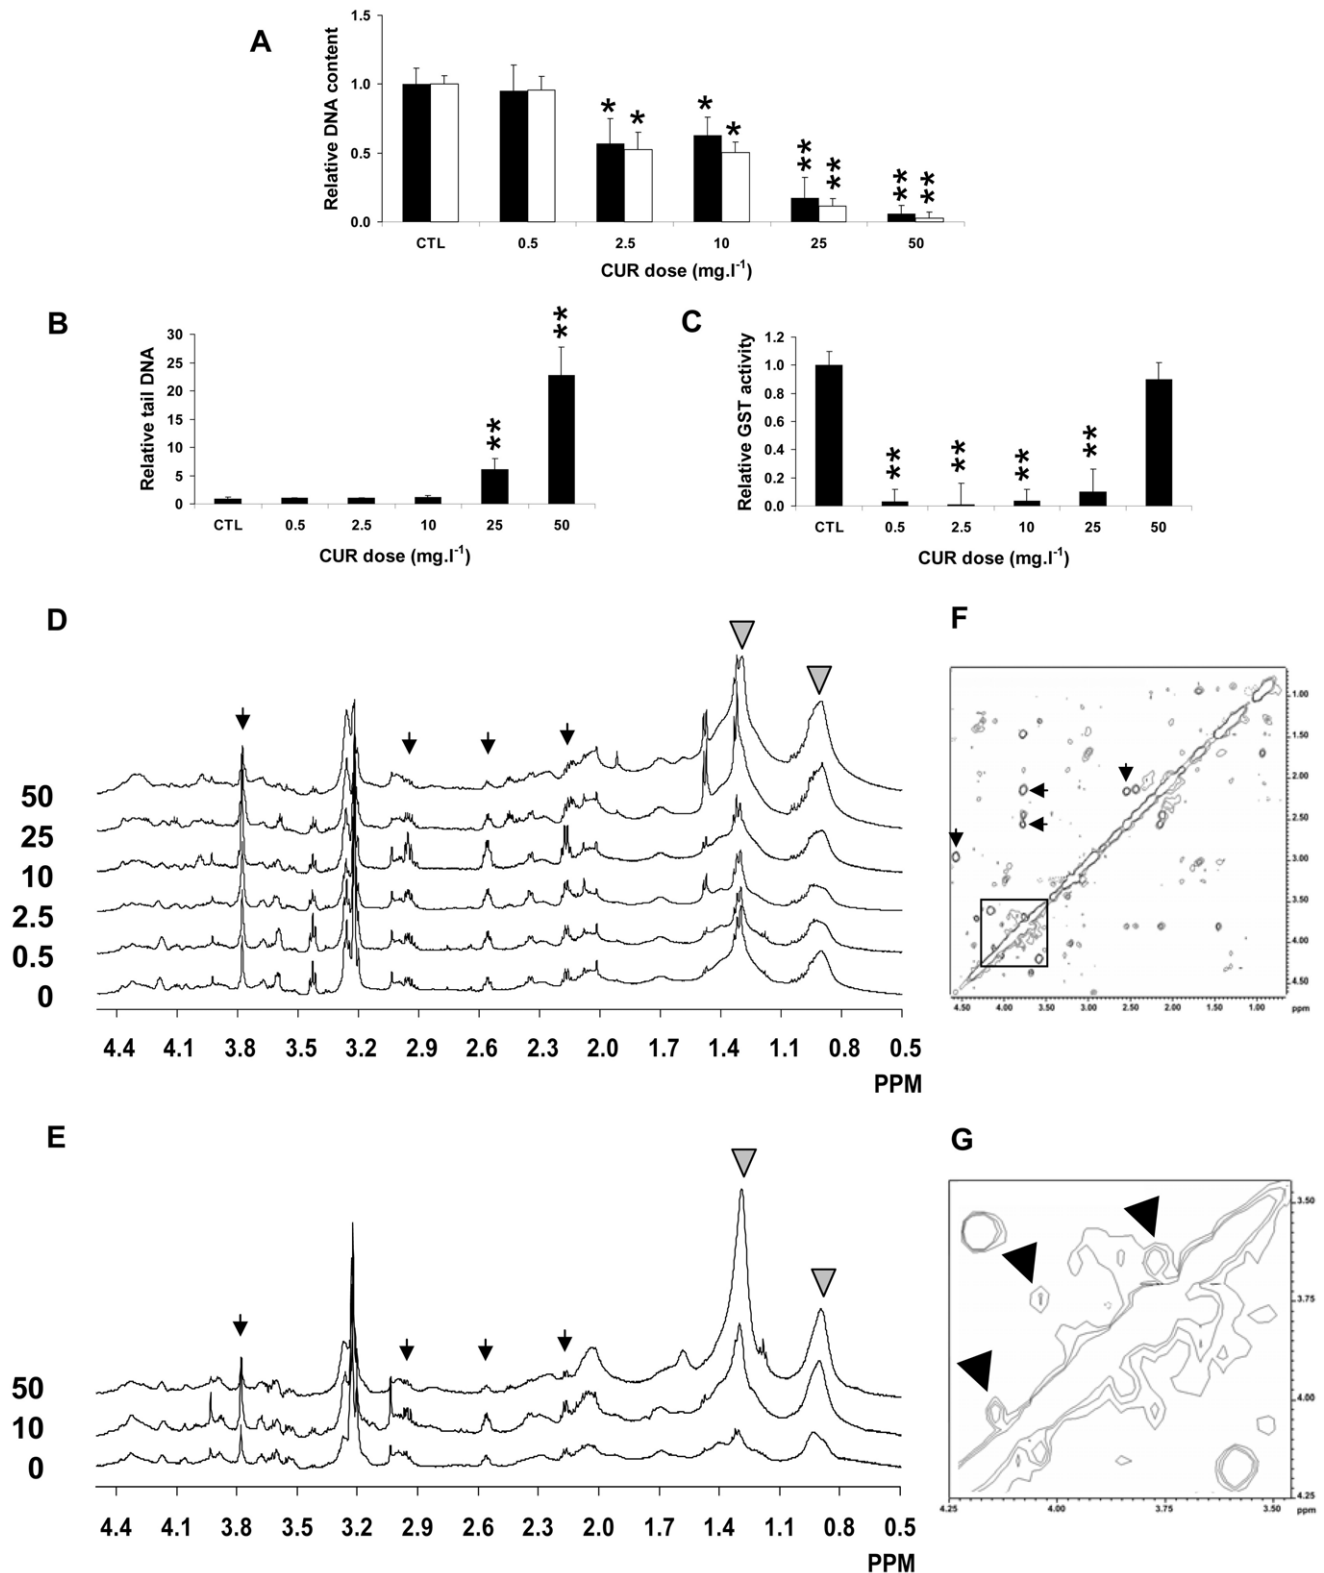 A
Relative DNA content
1.5
1.0
0.5
0.0
* * * * ** ** ** **
CTL 0.5 2.5 10 25 50
CUR dose (mg.l-1)
B
Relative tail DNA
30
25
20
15
10
5
0
** **
CTL 0.5 2.5 10 25 50
CUR dose (mg.l-1)
C
Relative GST activity
1.2
1.0
0.8
0.6
0.4
0.2
0.0
** ** ** **
CTL 0.5 2.5 10 25 50
CUR dose (mg.l-1)
D
50
25
10
2.5
0.5
0
4.4 4.1 3.8 3.5 3.2 2.9 2.6 2.3 2.0 1.7 1.4 1.1 0.8 0.5
PPM
F
1.00
1.50
2.00
2.50
3.00
3.50
4.00
4.50
4.50 4.00 3.50 3.00 2.50 2.00 1.50 1.00 ppm
E
50
10
0
4.4 4.1 3.8 3.5 3.2 2.9 2.6 2.3 2.0 1.7 1.4 1.1 0.8 0.5
PPM
G
3.50
3.75
4.00
4.25
ppm
4.25 4.00 3.75 3.50